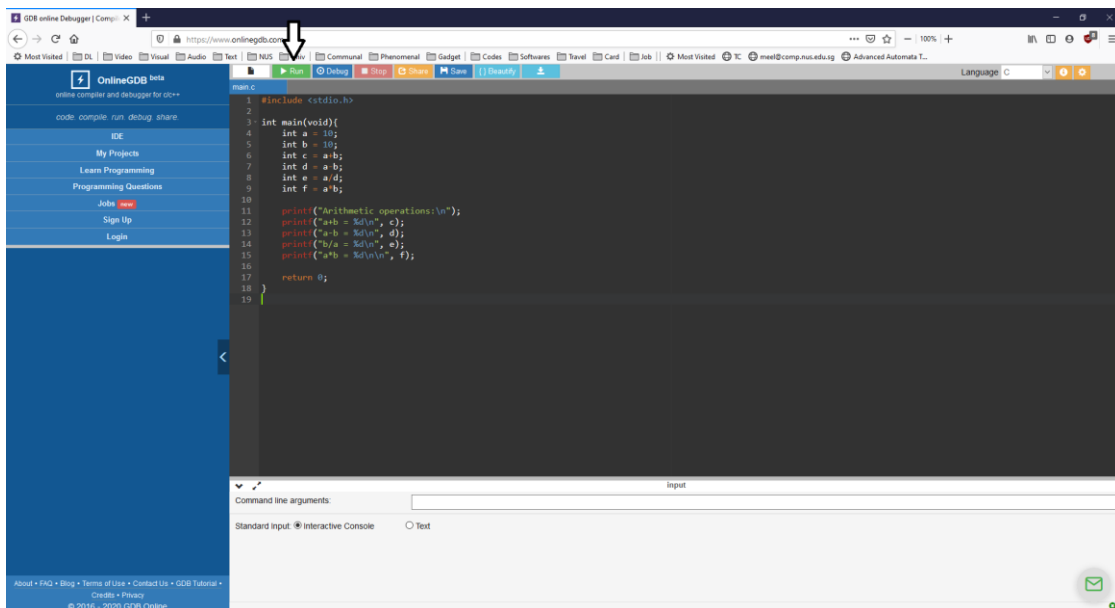 GDB online Debugger | Compil
https://www.onlinegdb.com
100%
Most Visited DL Video Visual Audio Text NUS Communal Phenomenal Gadget Codes Softwares Travel Card Job Most Visited TC meel@comp.nus.edu.sg Advanced Automata T...
OnlineGDB beta
online compiler and debugger for c/c++
code. compile. run. debug. share.
IDE
My Projects
Learn Programming
Programming Questions
Jobs new
Sign Up
Login
About • FAQ • Blog • Terms of Use • Contact Us • GDB Tutorial •
Credits • Privacy
© 2016 - 2020 GDB Online
Run Debug Stop Share Save { } Beautify
Language C
main.c
1 #include <stdio.h>
2
3 int main(void){
4 int a = 10;
5 int b = 10;
6 int c = a+b;
7 int d = a-b;
8 int e = a/d;
9 int f = a*b;
10
11 printf("Arithmetic operations:\n");
12 printf("a+b = %d\n", c);
13 printf("a-b = %d\n", d);
14 printf("b/a = %d\n", e);
15 printf("a*b = %d\n\n", f);
16
17 return 0;
18 }
19
input
Command line arguments:
Standard Input: Interactive Console Text